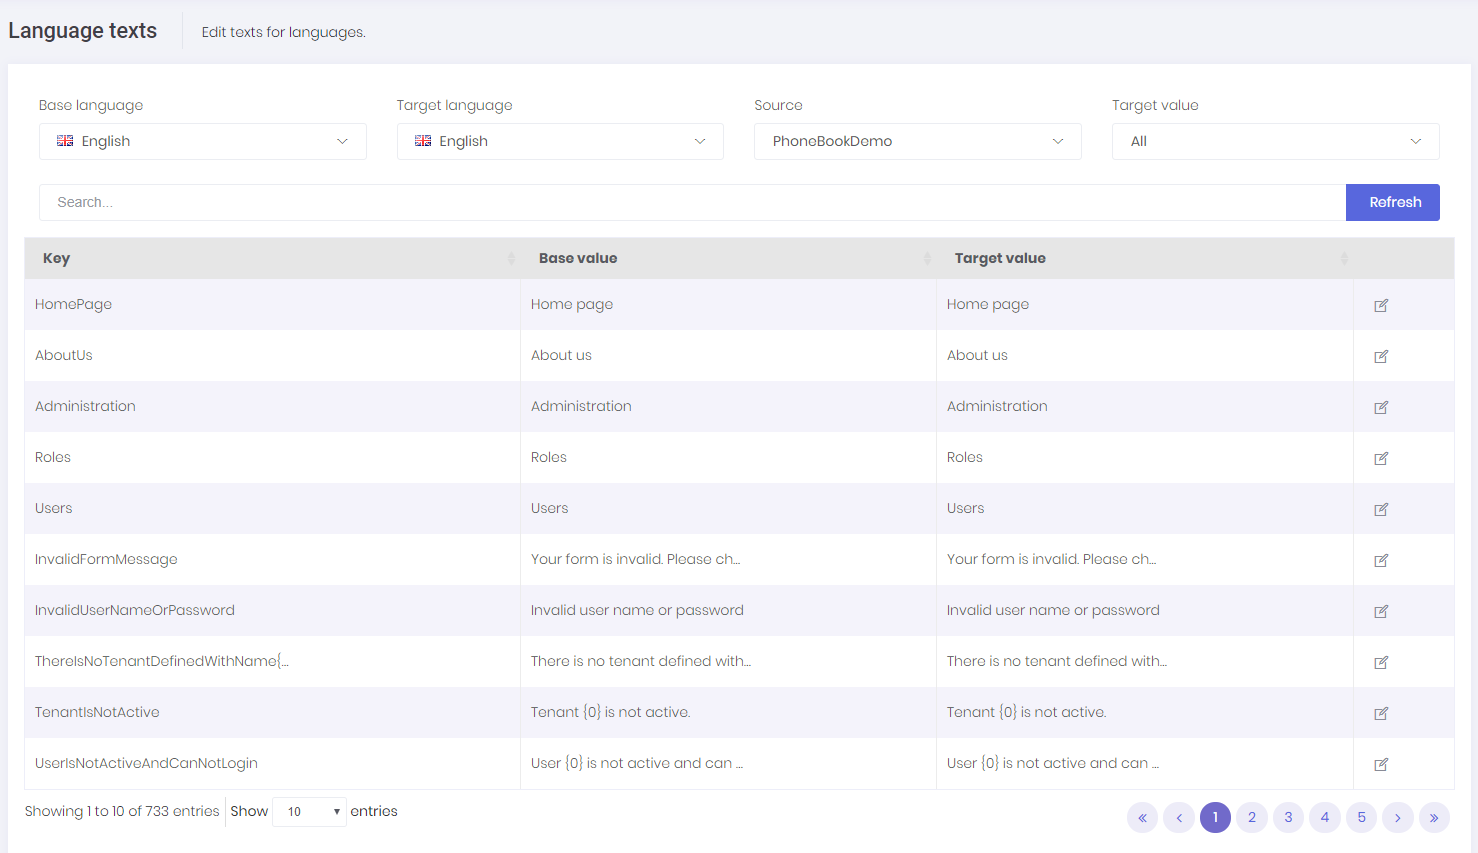 Language texts
Edit texts for languages.
Base language
Target language
Source
Target value
English
English
PhoneBookDemo
All
Search...
Refresh
Key
Base value
Target value
HomePage
Home page
Home page
AboutUs
About us
About us
Administration
Administration
Administration
Roles
Roles
Roles
Users
Users
Users
InvalidFormMessage
Your form is invalid. Please ch...
Your form is invalid. Please ch...
InvalidUserNameOrPassword
Invalid user name or password
Invalid user name or password
ThereIsNoTenantDefinedWithName{...
There is no tenant defined with...
There is no tenant defined with...
TenantIsNotActive
Tenant {0} is not active.
Tenant {0} is not active.
UserIsNotActiveAndCanNotLogin
User {0} is not active and can ...
User {0} is not active and can ...
Showing 1 to 10 of 733 entries
Show 10 entries
« ‹ 1 2 3 4 5 › »